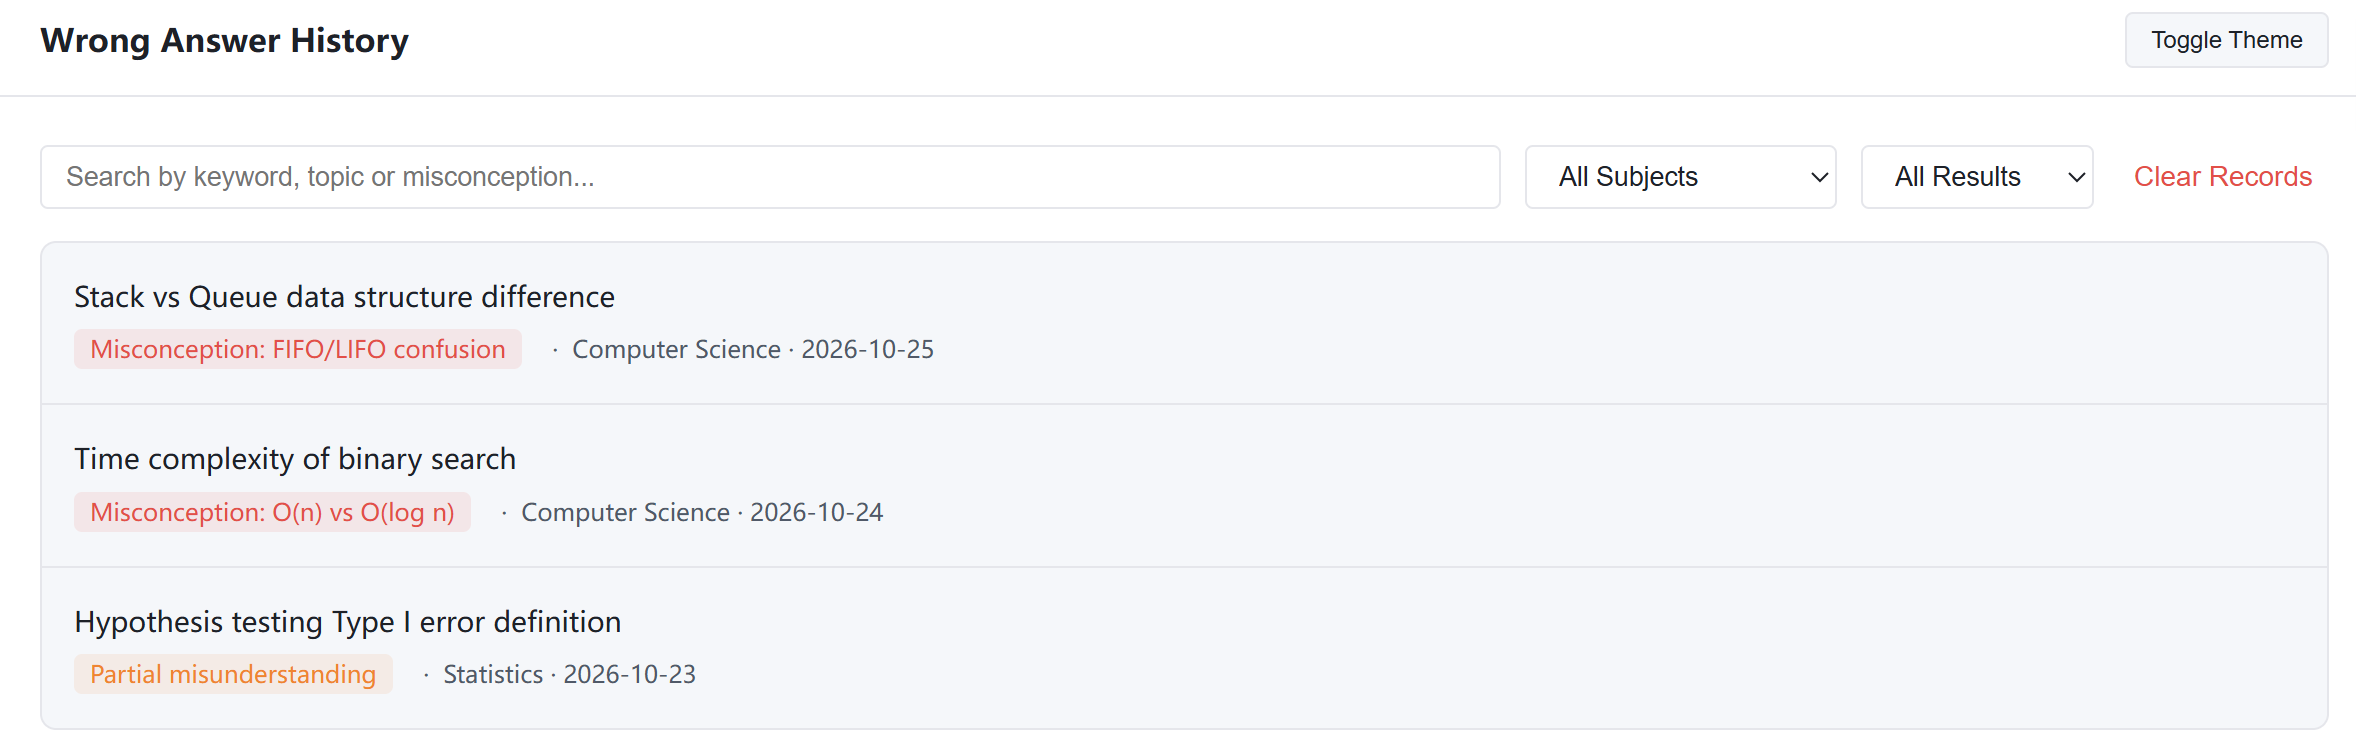 Wrong Answer History
Toggle Theme
Search by keyword, topic or misconception...
All Subjects
All Results
Clear Records
Stack vs Queue data structure difference
Misconception: FIFO/LIFO confusion · Computer Science · 2026-10-25
Time complexity of binary search
Misconception: O(n) vs O(log n) · Computer Science · 2026-10-24
Hypothesis testing Type I error definition
Partial misunderstanding · Statistics · 2026-10-23